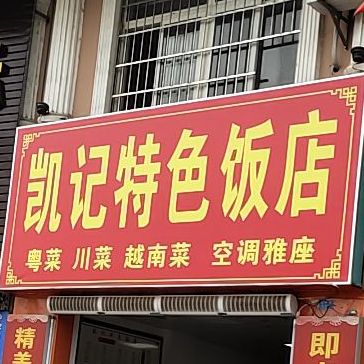 凯记特色饭店
粤菜 川菜 越南菜 空调雅座
精美
即